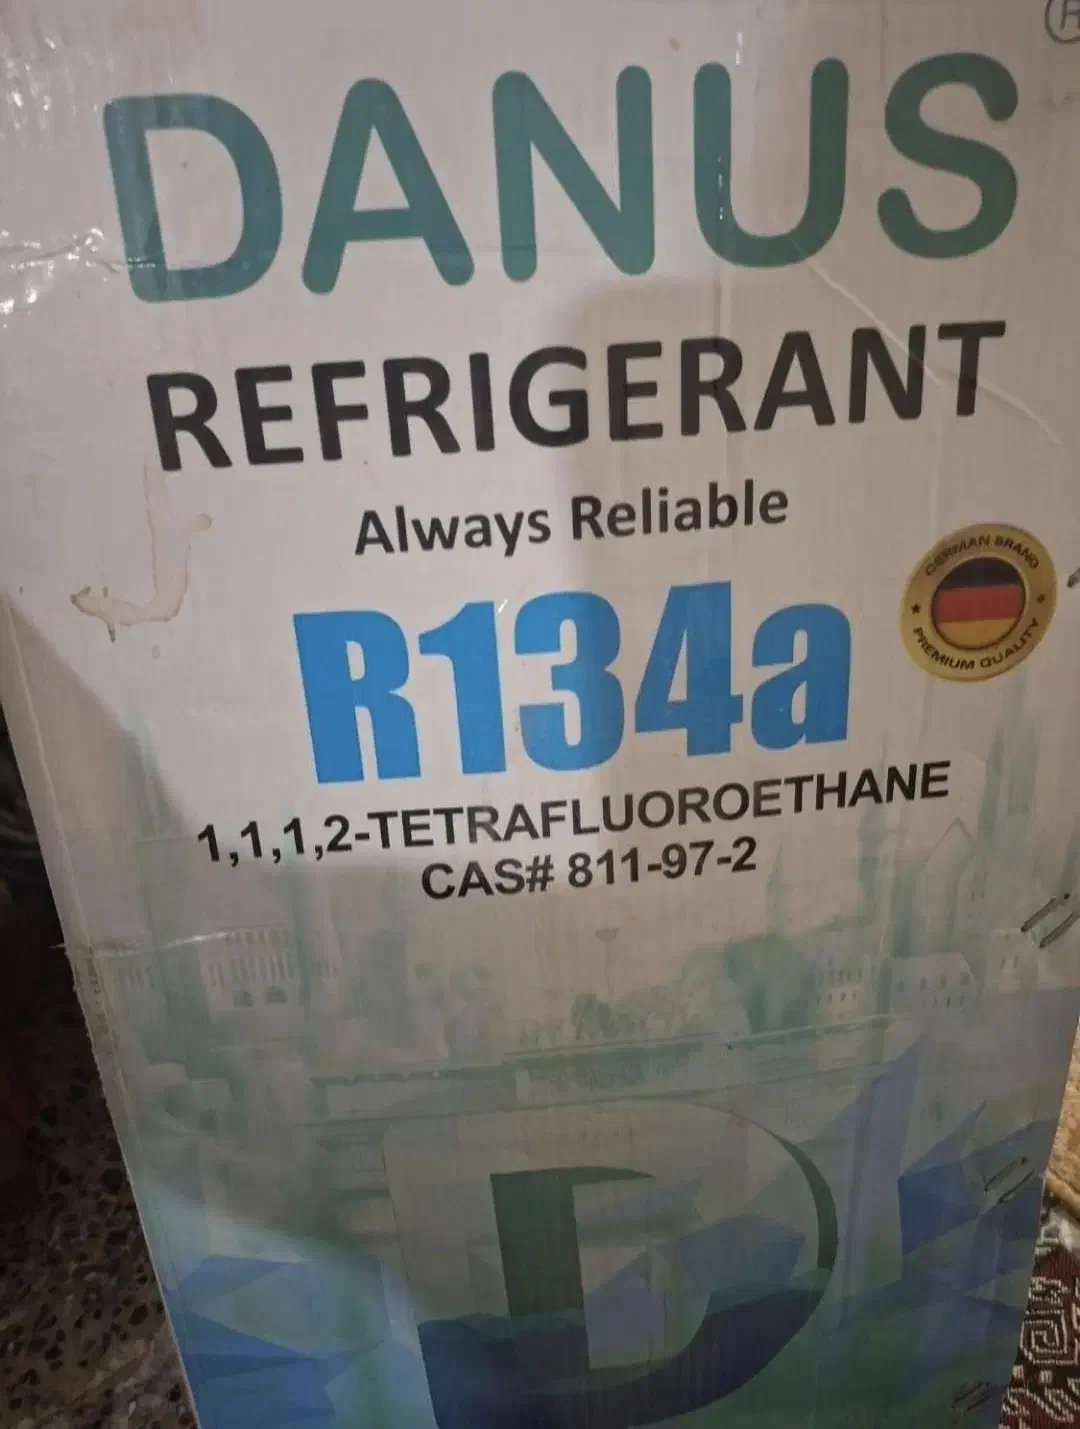 DANUS ®
REFRIGERANT
Always Reliable
GERMAN BRAND
PREMIUM QUALITY
R134a
1,1,1,2-TETRAFLUOROETHANE
CAS# 811-97-2
D